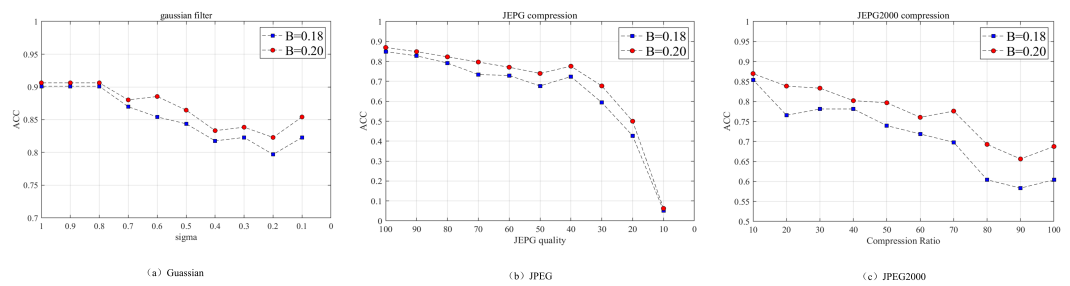 gaussian filter
1
0.95
0.9
0.85
0.8
0.75
0.7
ACC
B=0.18
B=0.20
1 0.9 0.8 0.7 0.6 0.5 0.4 0.3 0.2 0.1 0
sigma
(a) Guassian
JEPG compression
1
0.9
0.8
0.7
0.6
0.5
0.4
0.3
0.2
0.1
0
ACC
B=0.18
B=0.20
100 90 80 70 60 50 40 30 20 10 0
JEPG quality
(b) JPEG
JEPG2000 compression
1
0.95
0.9
0.85
0.8
0.75
0.7
0.65
0.6
0.55
0.5
ACC
B=0.18
B=0.20
10 20 30 40 50 60 70 80 90 100
Compression Ratio
(c) JPEG2000